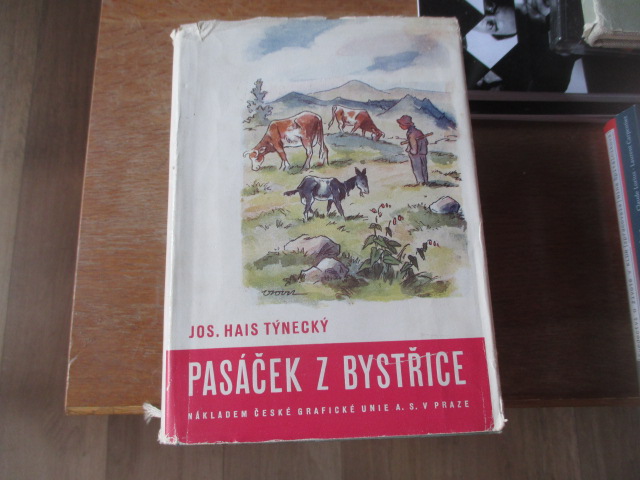 JOS. HAIS TÝNECKÝ
PASÁČEK Z BYSTŘICE
NÁKLADEM ČESKÉ GRAFICKÉ UNIE A. S. V PRAZE